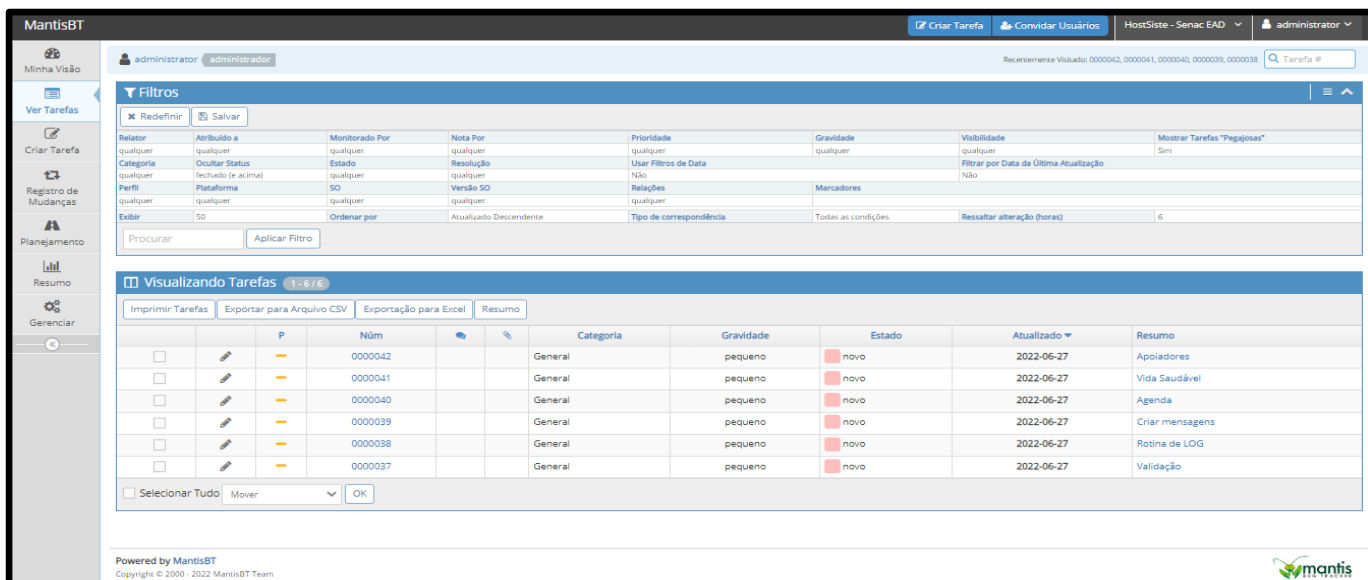 MantisBT
Criar Tarefa Convidar Usuários HostSiste - Senac EAD administrator
Minha Visão
Ver Tarefas
Criar Tarefa
Registro de
Mudanças
Planejamento
Resumo
Gerenciar
administrator administrador
Recentemente Visitado: 0000042, 0000041, 0000040, 0000039, 0000038 Tarefa #
Filtros
Redefinir Salvar
Relator Atribuído a Monitorado Por Nota Por Prioridade Gravidade Visibilidade Mostrar Tarefas "Pegajosas"
qualquer qualquer qualquer qualquer qualquer qualquer qualquer Sim
Categoria Ocultar Status Estado Resolução Usar Filtros de Data Filtrar por Data da Última Atualização
qualquer fechado (e acima) qualquer qualquer Não Não
Perfil Plataforma SO Versão SO Relações Marcadores
qualquer qualquer qualquer qualquer qualquer
Exibir 50 Ordenar por Atualizado Descendente Tipo de correspondência Todas as condições Ressaltar alteração (horas) 6
Procurar Aplicar Filtro
Visualizando Tarefas 1 - 6 / 6
Imprimir Tarefas Exportar para Arquivo CSV Exportação para Excel Resumo
P Núm Categoria Gravidade Estado Atualizado Resumo
0000042 General pequeno novo 2022-06-27 Apoiadores
0000041 General pequeno novo 2022-06-27 Vida Saudável
0000040 General pequeno novo 2022-06-27 Agenda
0000039 General pequeno novo 2022-06-27 Criar mensagens
0000038 General pequeno novo 2022-06-27 Rotina de LOG
0000037 General pequeno novo 2022-06-27 Validação
Selecionar Tudo Mover OK
Powered by MantisBT
Copyright © 2000 - 2022 MantisBT Team
mantis
BUG TRACKER